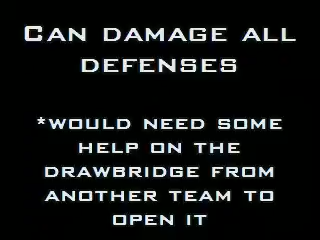 Can damage all
defenses
*would need some
help on the
drawbridge from
another team to
open it